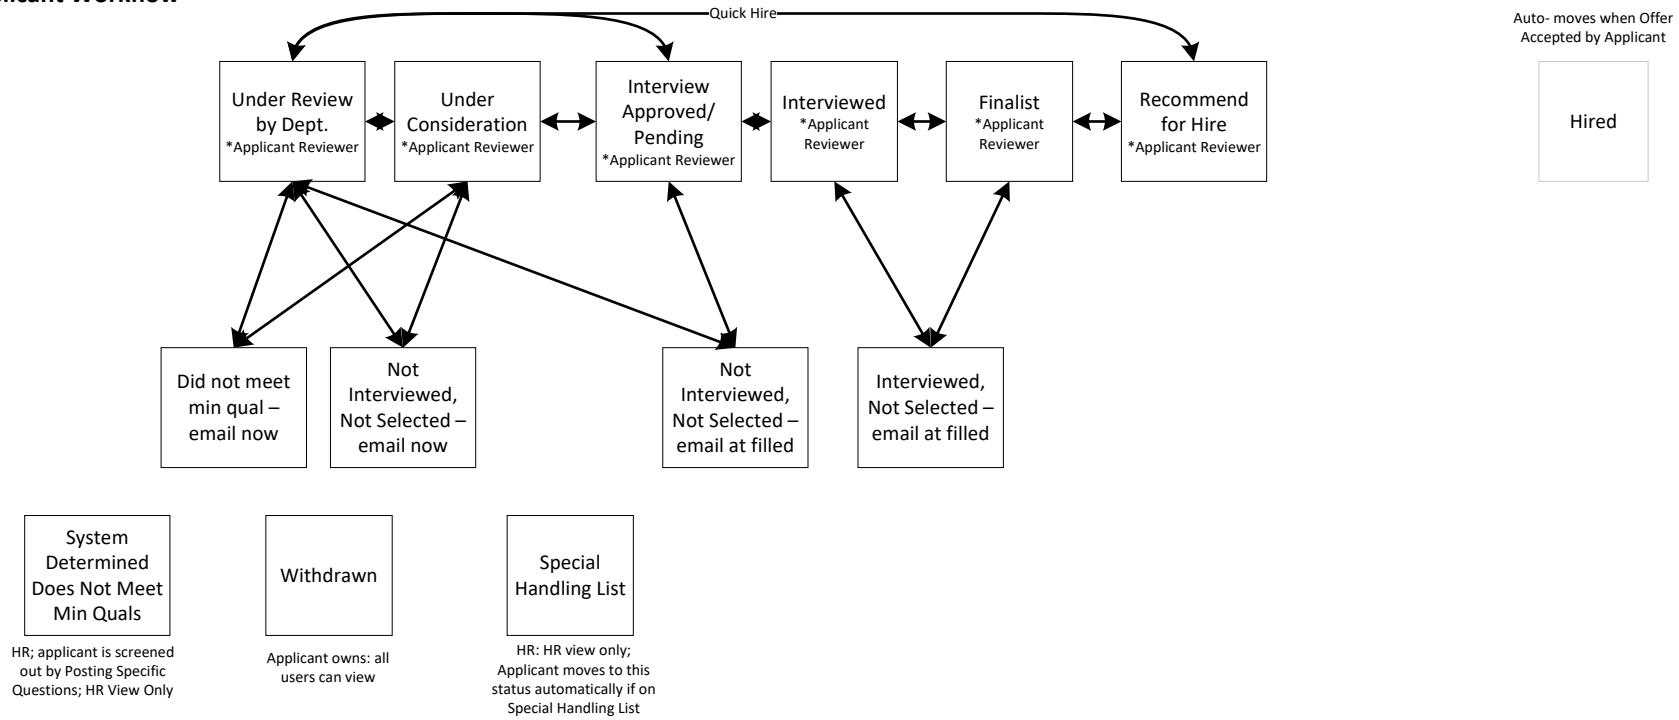 Quick Hire
Auto- moves when Offer
Accepted by Applicant
Under Review
by Dept.
*Applicant Reviewer
Under
Consideration
*Applicant Reviewer
Interview
Approved/
Pending
*Applicant Reviewer
Interviewed
*Applicant
Reviewer
Finalist
*Applicant
Reviewer
Recommend
for Hire
*Applicant Reviewer
Hired
Did not meet
min qual –
email now
Not
Interviewed,
Not Selected –
email now
Not
Interviewed,
Not Selected –
email at filled
Interviewed,
Not Selected –
email at filled
System
Determined
Does Not Meet
Min Quals
HR; applicant is screened
out by Posting Specific
Questions; HR View Only
Withdrawn
Applicant owns: all
users can view
Special
Handling List
HR: HR view only;
Applicant moves to this
status automatically if on
Special Handling List